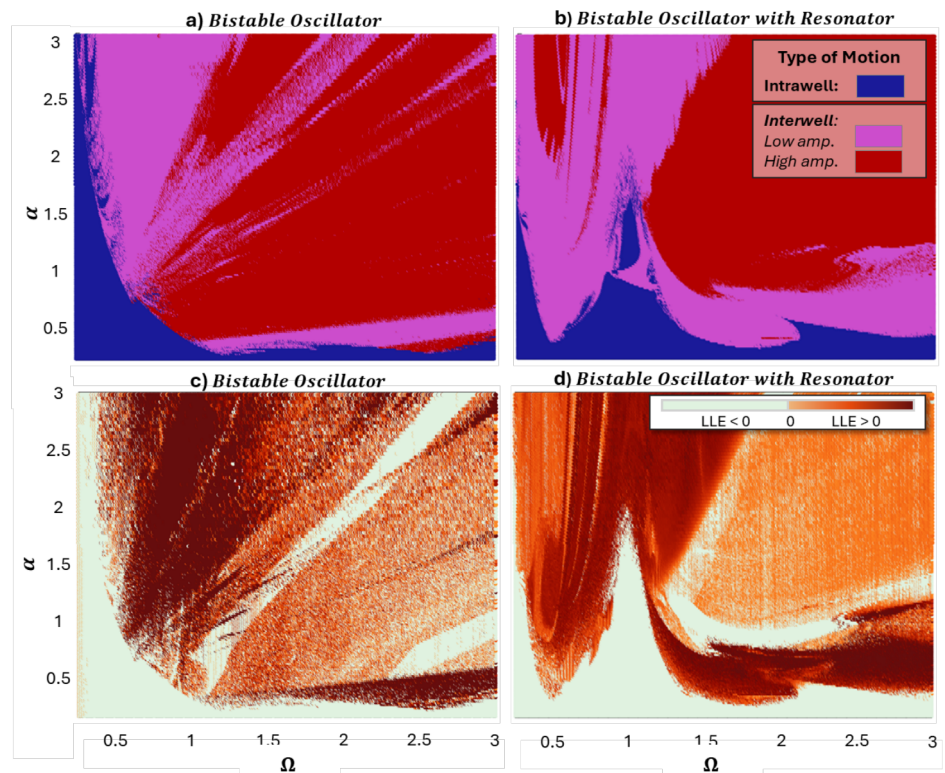 a) Bistable Oscillator
b) Bistable Oscillator with Resonator
3
2.5
2
1.5
1
0.5
α
Type of Motion
Intrawell:
Interwell:
Low amp.
High amp.
c) Bistable Oscillator
d) Bistable Oscillator with Resonator
3
2.5
2
1.5
1
0.5
α
LLE < 0 0 LLE > 0
0.5 1 1.5 2 2.5 3 0.5 1 1.5 2 2.5 3
Ω Ω